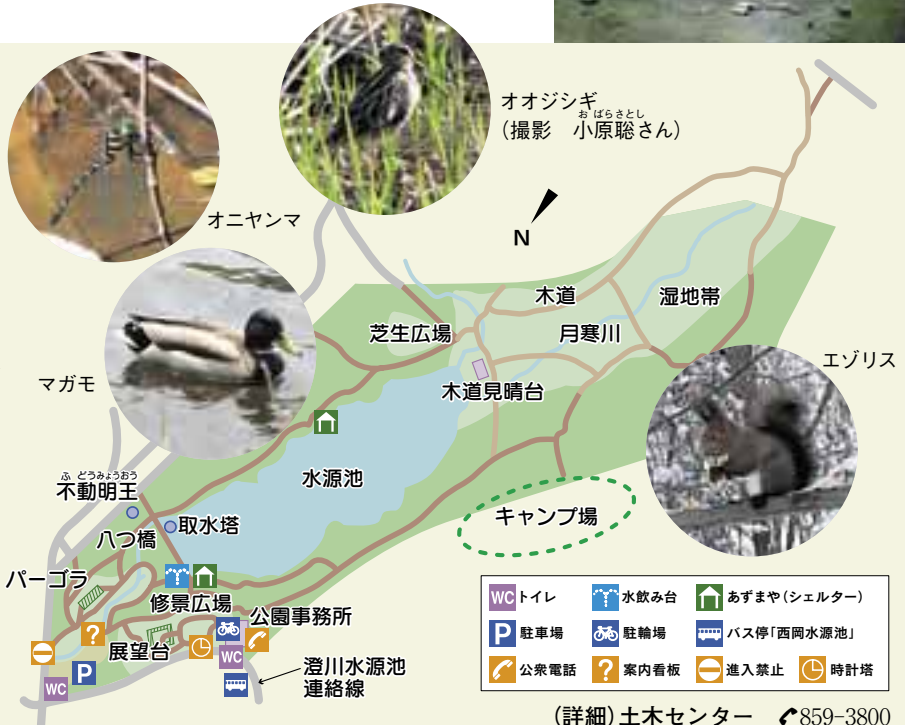 オオジシギ
(撮影 小原聡さん)
おばらさとし
オニヤンマ
N
木道
湿地帯
芝生広場
月寒川
エゾリス
マガモ
木道見晴台
水源池
ふどうみょうおう
不動明王
取水塔
キャンプ場
八つ橋
パーゴラ
修景広場
公園事務所
展望台
澄川水源池
連絡線
WC
P
WC
?
WC トイレ
水飲み台
あずまや(シェルター)
P 駐車場
駐輪場
バス停「西岡水源池」
公衆電話
? 案内看板
進入禁止
時計塔
(詳細)土木センター 859-3800